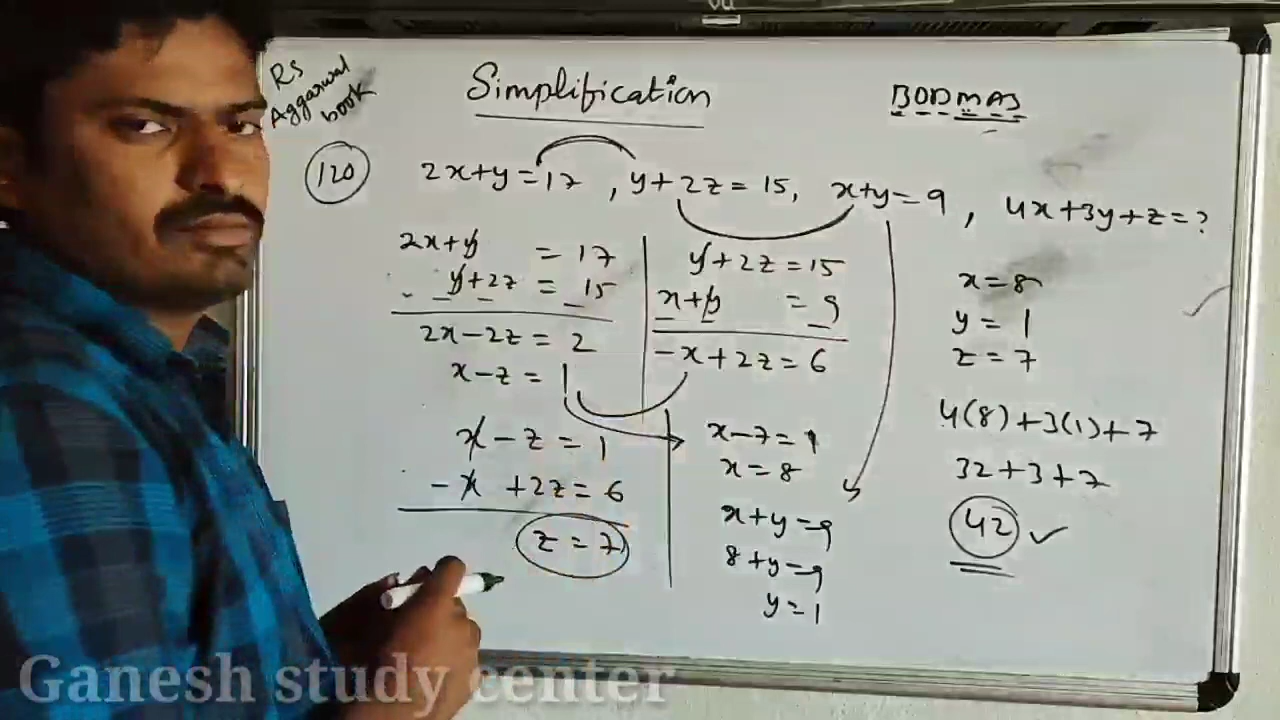 RS
Aggarwal
book
Simplification
BODMAS
120
2x+y=17 , y+2z=15, x+y=9 , 4x+3y+z=?
2x+y = 17
y+2z = 15
2x-2z = 2
x-z = 1
y+2z=15
x+y = 9
-x+2z=6
x-z=1
-x+2z=6
z=7
x-7=1
x=8
x+y=9
8+y=9
y=1
x=8
y=1
z=7
4(8)+3(1)+7
32+3+7
42 ✓
Ganesh study center